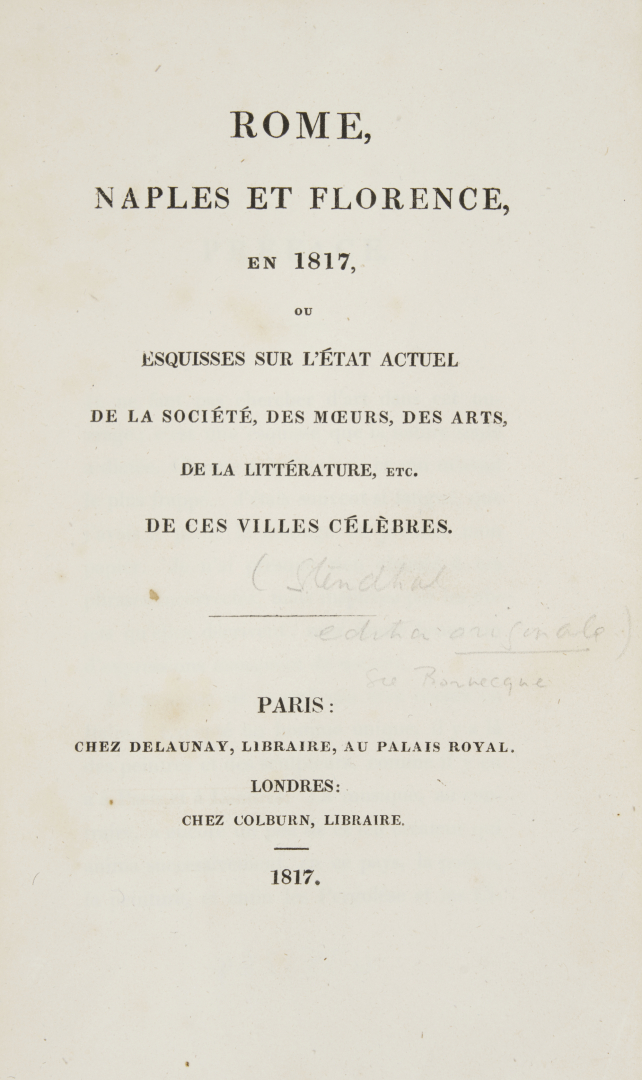 ROME,
NAPLES ET FLORENCE,
EN 1817,
OU
ESQUISSES SUR L'ÉTAT ACTUEL
DE LA SOCIÉTÉ, DES MŒURS, DES ARTS,
DE LA LITTÉRATURE, ETC.
DE CES VILLES CÉLÈBRES.
(Stendhal
originale)
PARIS:
CHEZ DELAUNAY, LIBRAIRE, AU PALAIS ROYAL.
LONDRES:
CHEZ COLBURN, LIBRAIRE.
1817.